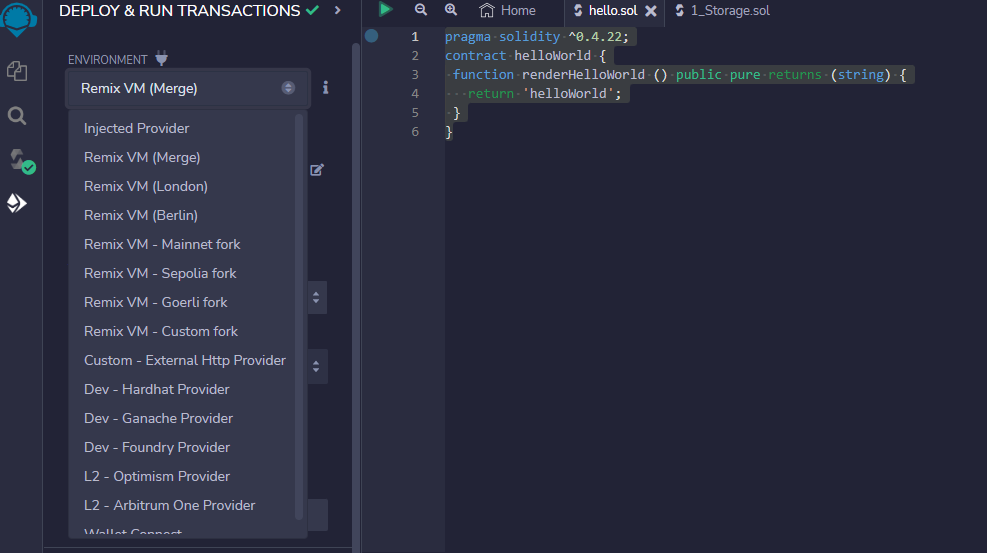 DEPLOY & RUN TRANSACTIONS
ENVIRONMENT
Remix VM (Merge)
Injected Provider
Remix VM (Merge)
Remix VM (London)
Remix VM (Berlin)
Remix VM - Mainnet fork
Remix VM - Sepolia fork
Remix VM - Goerli fork
Remix VM - Custom fork
Custom - External Http Provider
Dev - Hardhat Provider
Dev - Ganache Provider
Dev - Foundry Provider
L2 - Optimism Provider
L2 - Arbitrum One Provider
Wallet Connect
Home
hello.sol
1_Storage.sol
1 pragma solidity ^0.4.22;
2 contract helloWorld {
3 function renderHelloWorld () public pure returns (string) {
4 return 'helloWorld';
5 }
6 }